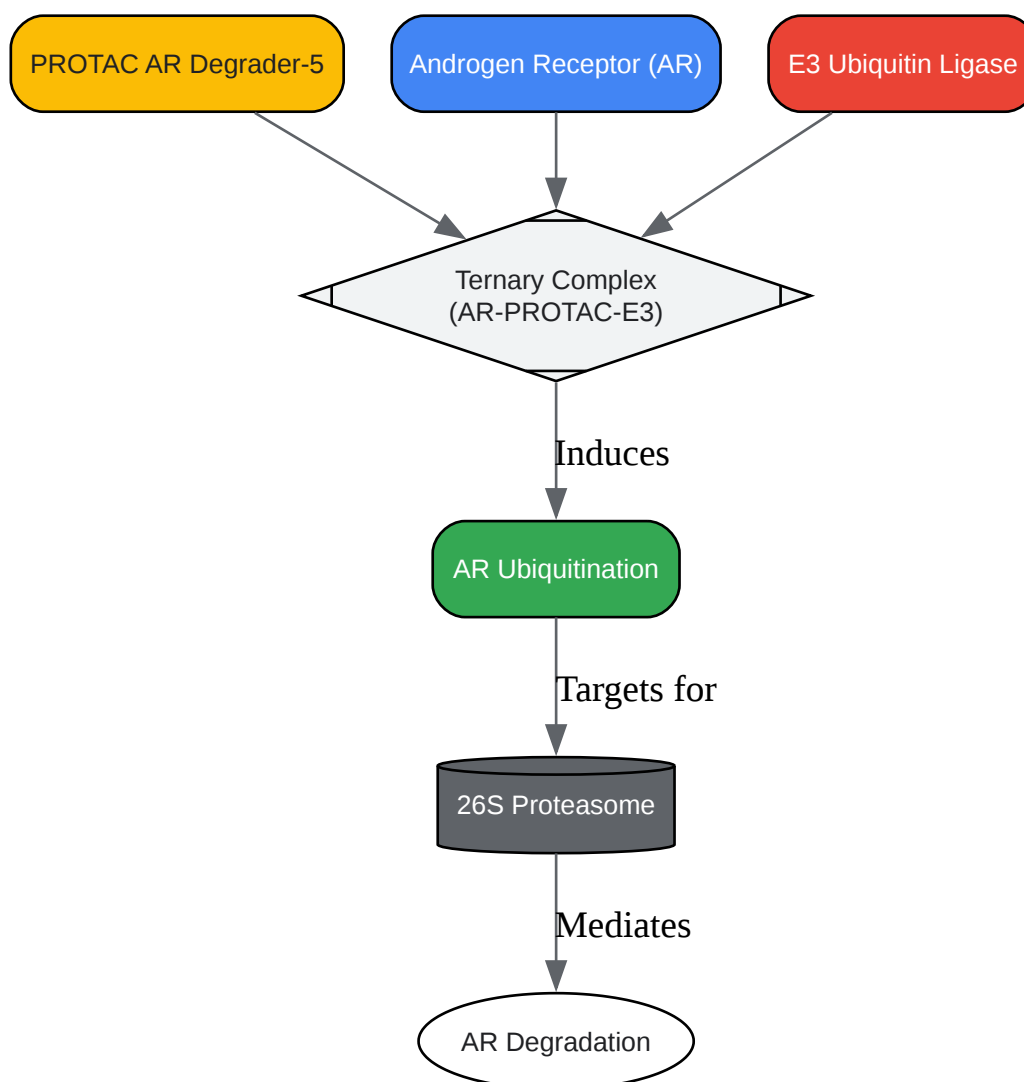 PROTAC AR Degrader-5
Androgen Receptor (AR)
E3 Ubiquitin Ligase
Ternary Complex
(AR-PROTAC-E3)
Induces
AR Ubiquitination
Targets for
26S Proteasome
Mediates
AR Degradation